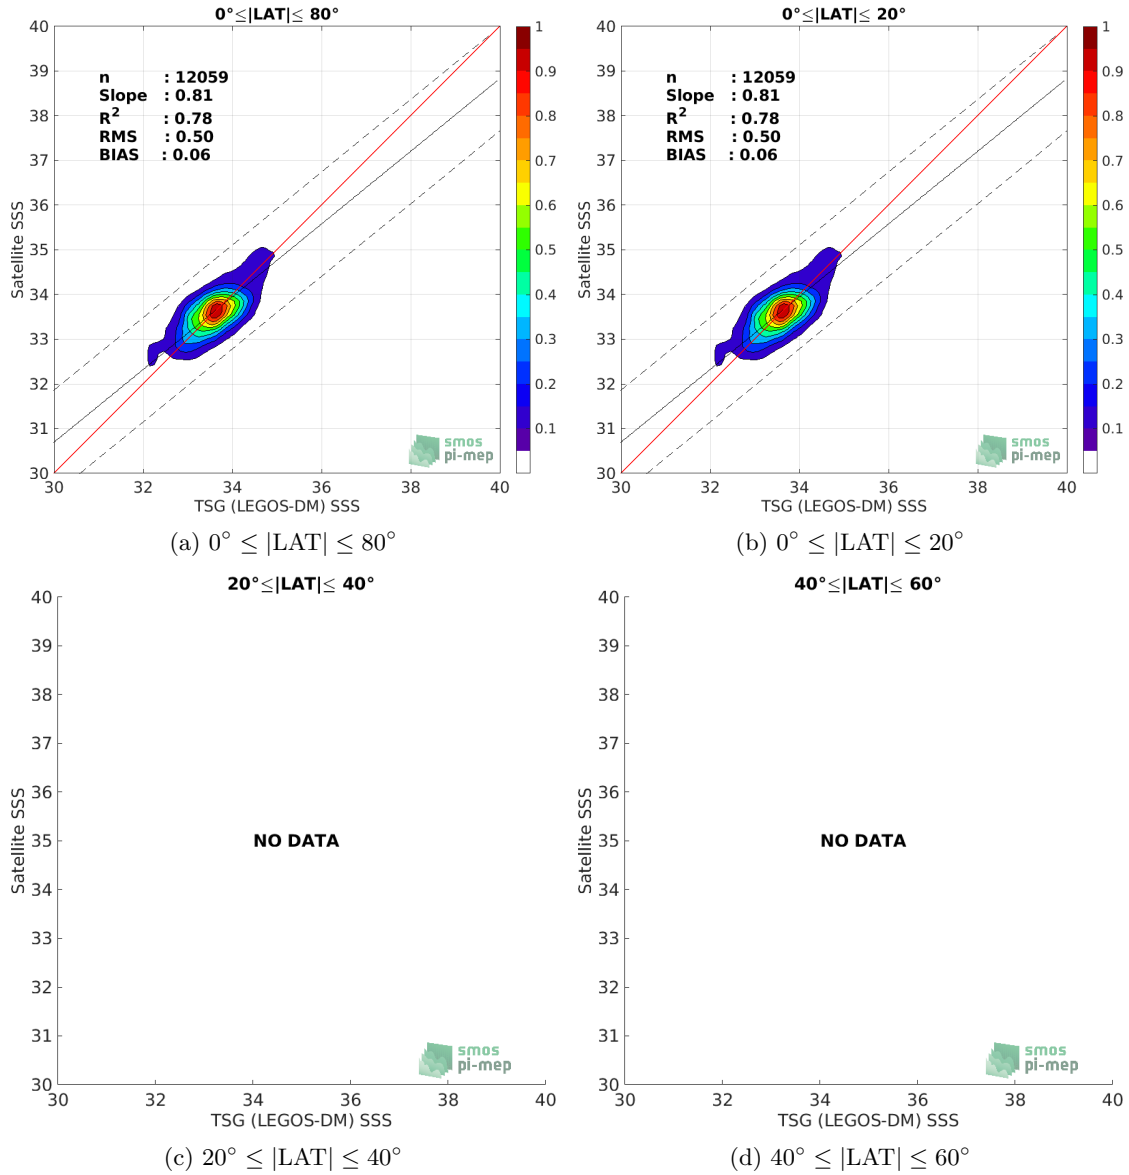 0°≤|LAT|≤ 80°
40
39
38
37
36
35
34
33
32
31
30
Satellite SSS
n : 12059
Slope : 0.81
R2 : 0.78
RMS : 0.50
BIAS : 0.06
smos
pi-mep
30 32 34 36 38 40
TSG (LEGOS-DM) SSS
1
0.9
0.8
0.7
0.6
0.5
0.4
0.3
0.2
0.1
(a) 0° ≤ |LAT| ≤ 80°
0°≤|LAT|≤ 20°
40
39
38
37
36
35
34
33
32
31
30
Satellite SSS
n : 12059
Slope : 0.81
R2 : 0.78
RMS : 0.50
BIAS : 0.06
smos
pi-mep
30 32 34 36 38 40
TSG (LEGOS-DM) SSS
1
0.9
0.8
0.7
0.6
0.5
0.4
0.3
0.2
0.1
(b) 0° ≤ |LAT| ≤ 20°
20°≤|LAT|≤ 40°
40
39
38
37
36
35
34
33
32
31
30
Satellite SSS
NO DATA
smos
pi-mep
30 32 34 36 38 40
TSG (LEGOS-DM) SSS
(c) 20° ≤ |LAT| ≤ 40°
40°≤|LAT|≤ 60°
40
39
38
37
36
35
34
33
32
31
30
Satellite SSS
NO DATA
smos
pi-mep
30 32 34 36 38 40
TSG (LEGOS-DM) SSS
(d) 40° ≤ |LAT| ≤ 60°